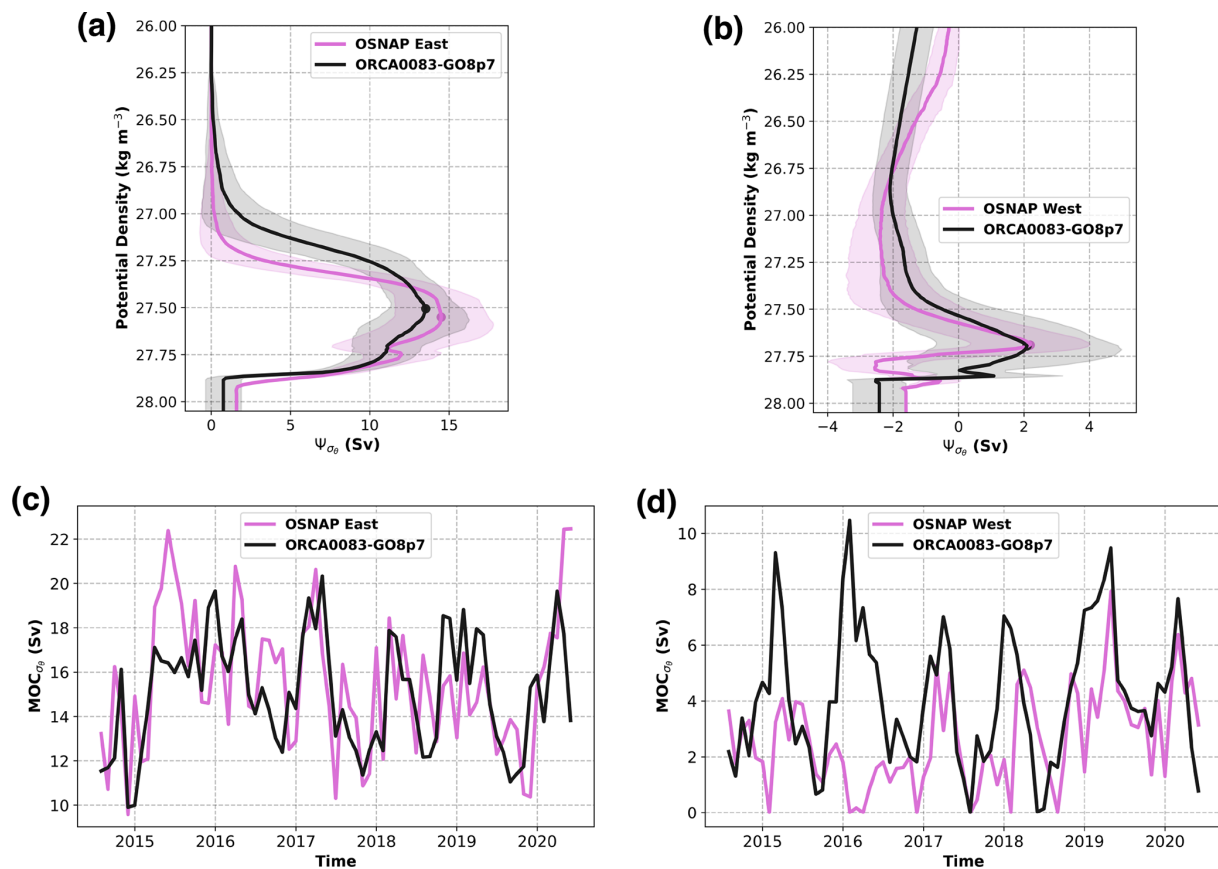 (a)
26.00
26.25
26.50
26.75
27.00
27.25
27.50
27.75
28.00
Potential Density (kg m⁻³)
OSNAP East
ORCA0083-GO8p7
0 5 10 15
Ψσθ (Sv)
(b)
26.00
26.25
26.50
26.75
27.00
27.25
27.50
27.75
28.00
Potential Density (kg m⁻³)
OSNAP West
ORCA0083-GO8p7
−4 −2 0 2 4
Ψσθ (Sv)
(c)
22
20
18
16
14
12
10
MOCσθ (Sv)
OSNAP East
ORCA0083-GO8p7
2015 2016 2017 2018 2019 2020
Time
(d)
10
8
6
4
2
0
MOCσθ (Sv)
OSNAP West
ORCA0083-GO8p7
2015 2016 2017 2018 2019 2020
Time